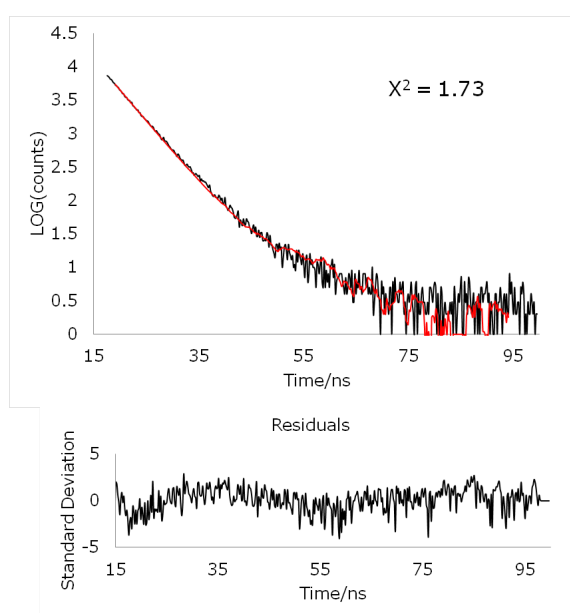 4.5
4
3.5
3
2.5
2
1.5
1
0.5
0
LOG(counts)
X² = 1.73
15 35 55 75 95
Time/ns
Residuals
Standard Deviation
5
0
-5
15 35 55 75 95
Time/ns